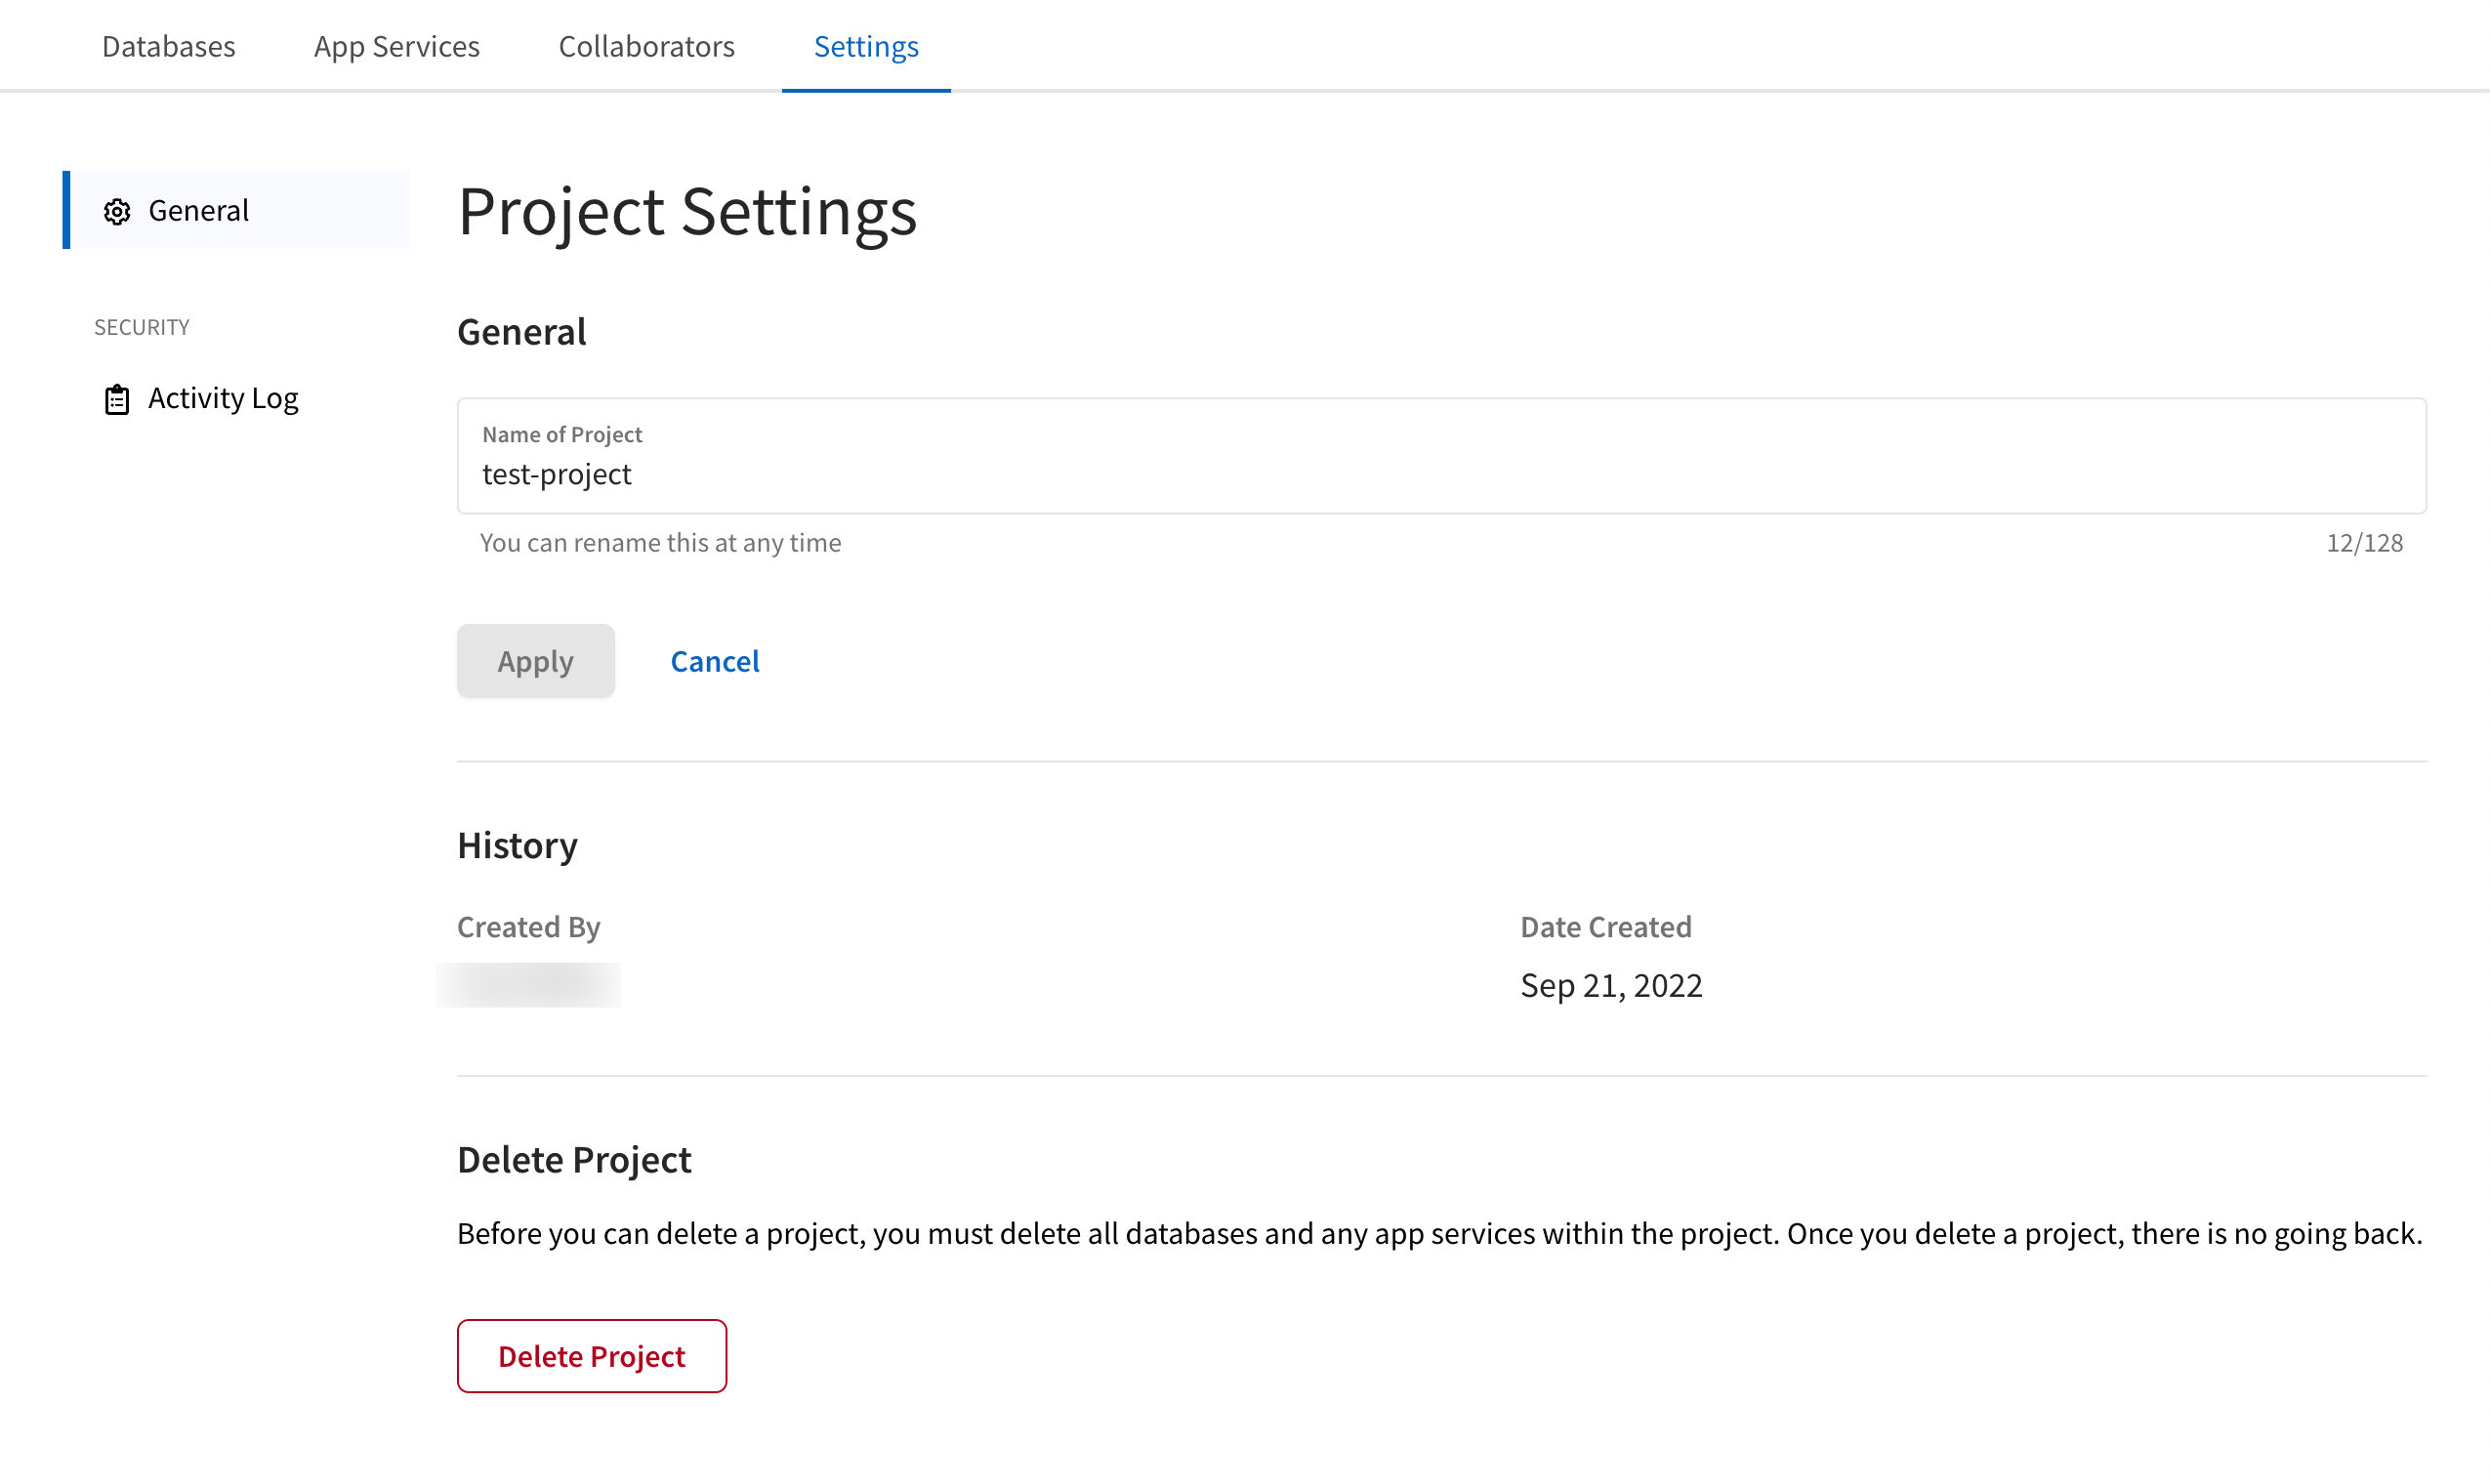 Databases App Services Collaborators Settings
General
SECURITY
Activity Log
Project Settings
General
Name of Project
test-project
You can rename this at any time 12/128
Apply Cancel
History
Created By Date Created
Sep 21, 2022
Delete Project
Before you can delete a project, you must delete all databases and any app services within the project. Once you delete a project, there is no going back.
Delete Project